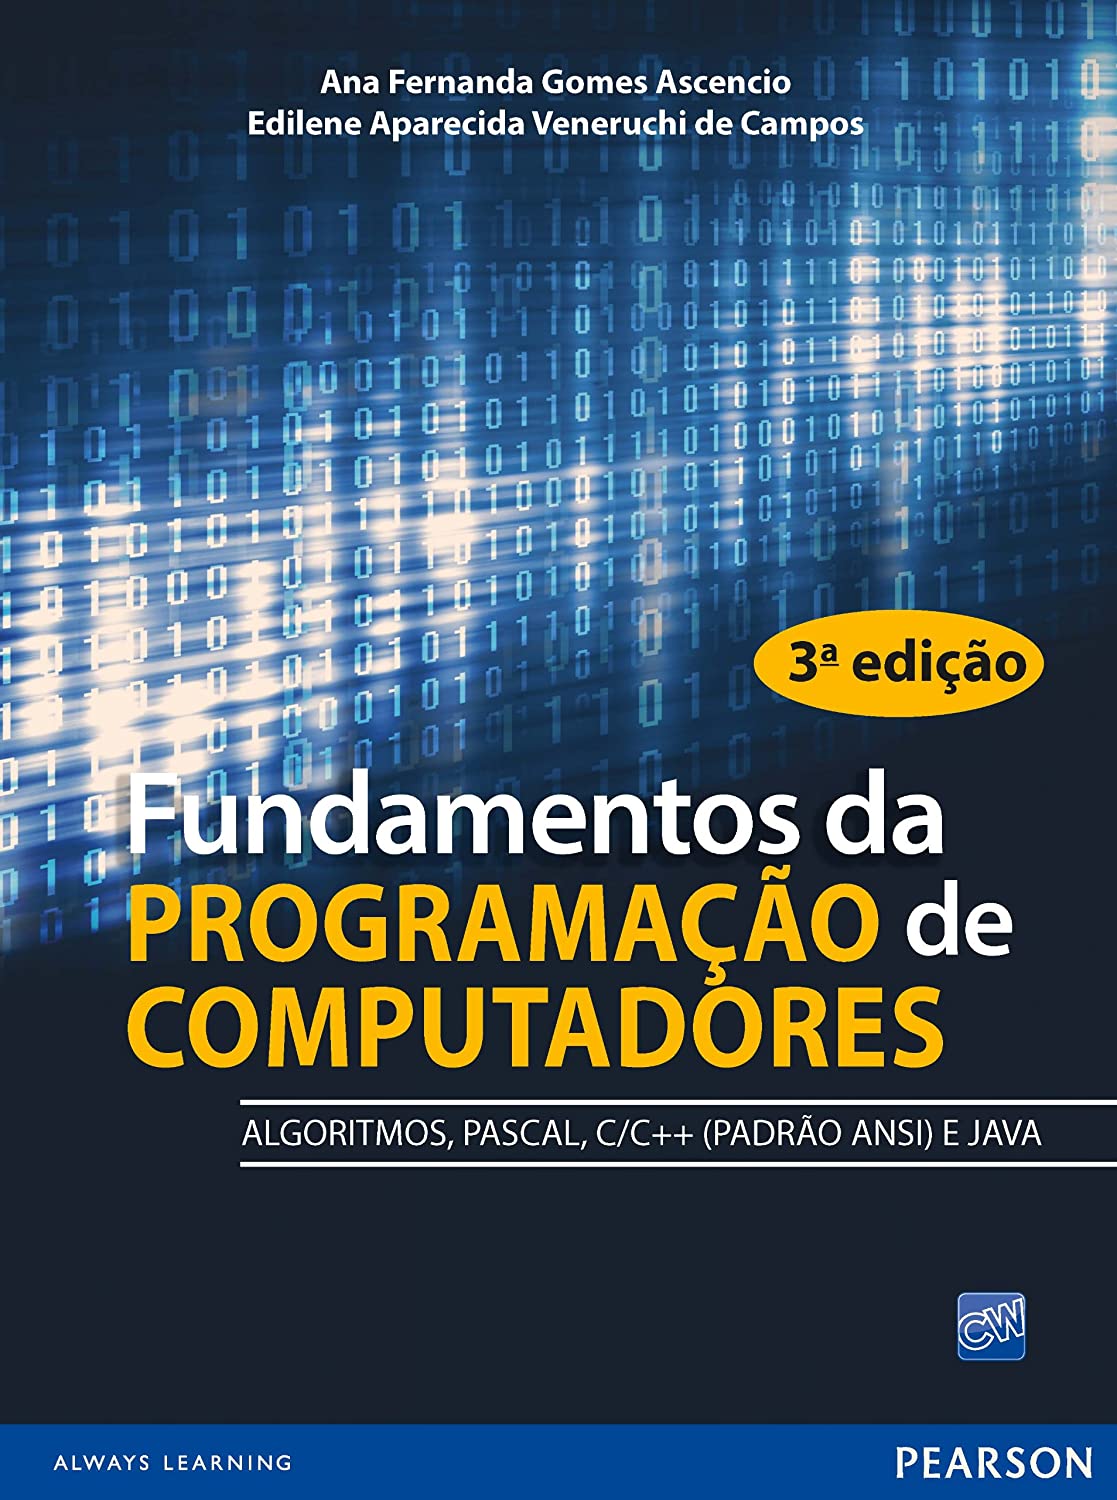 Ana Fernanda Gomes Ascencio
Edilene Aparecida Veneruchi de Campos
3ª edição
Fundamentos da
PROGRAMAÇÃO de
COMPUTADORES
ALGORITMOS, PASCAL, C/C++ (PADRÃO ANSI) E JAVA
CW
ALWAYS LEARNING
PEARSON